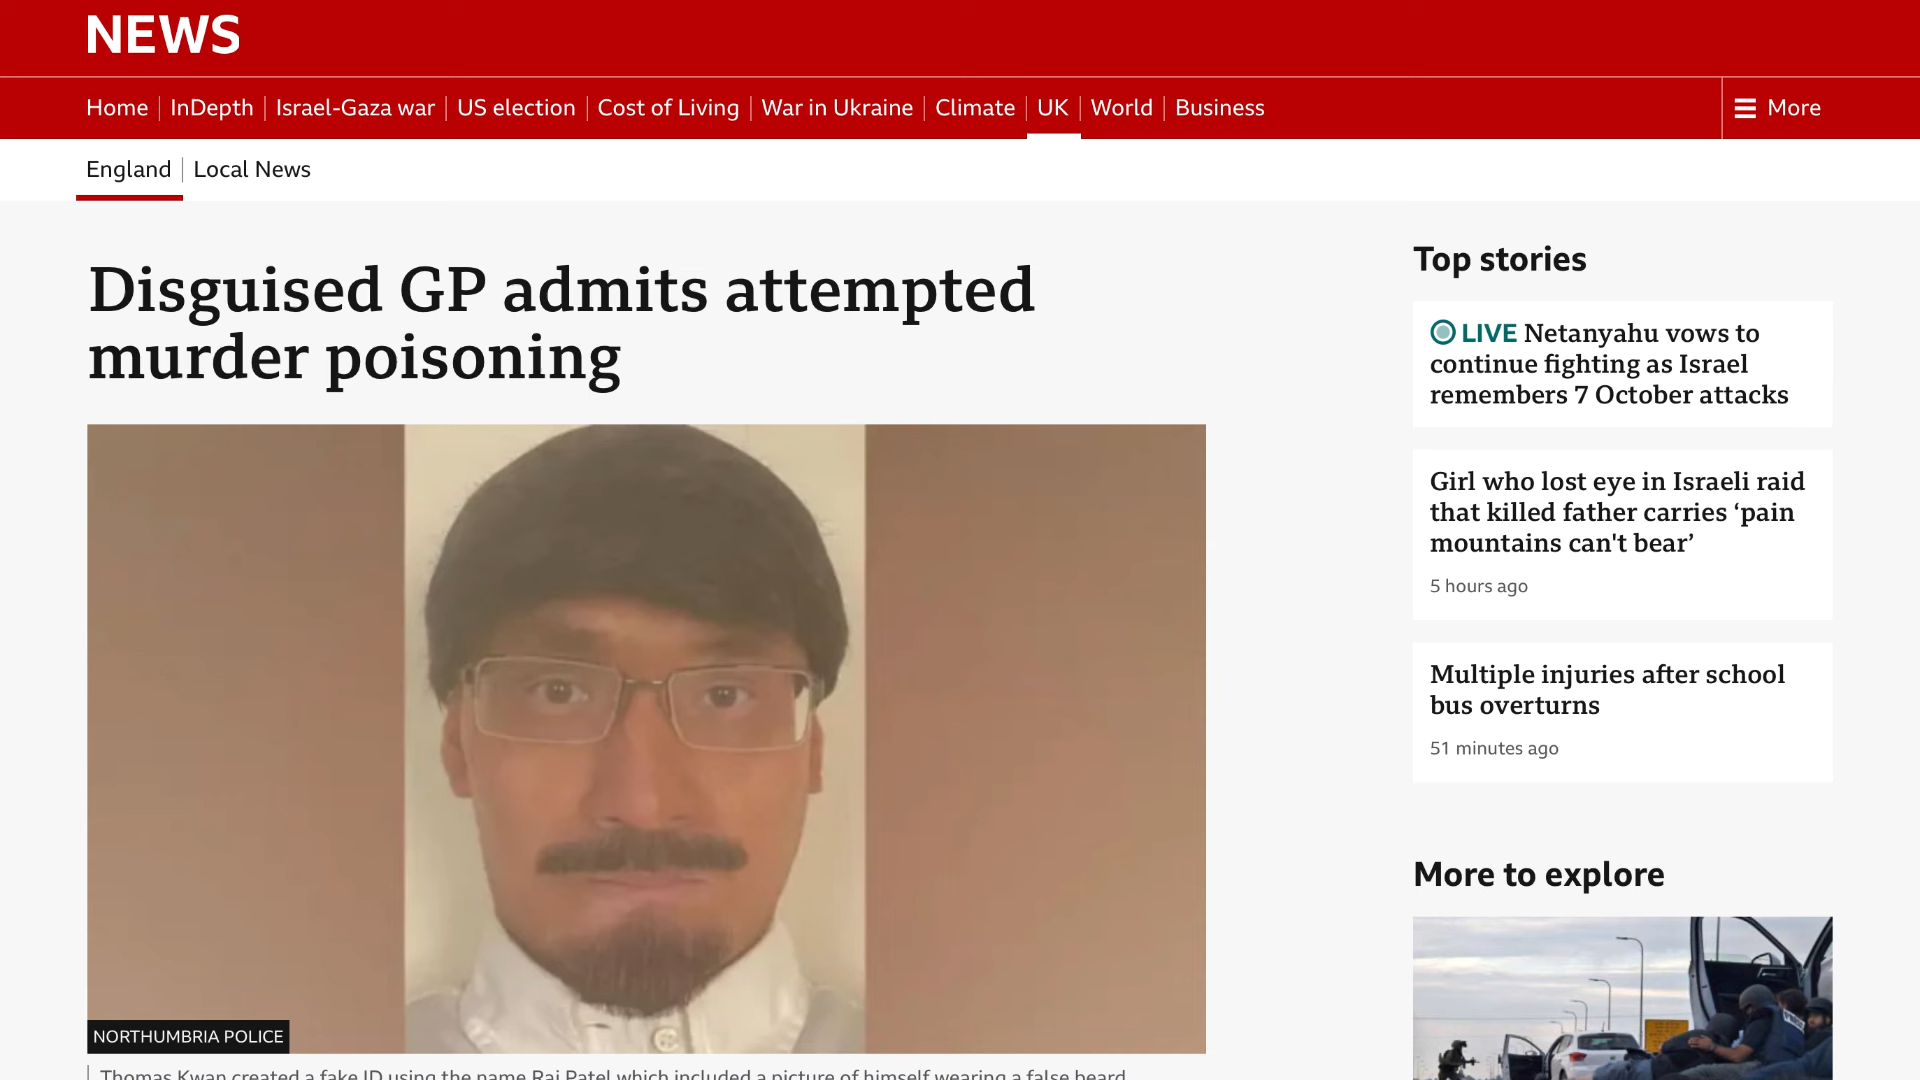 NEWS
Home
InDepth
Israel-Gaza war
US election
Cost of Living
War in Ukraine
Climate
UK
World
Business
More
England
Local News
Disguised GP admits attempted
murder poisoning
NORTHUMBRIA POLICE
Thomas Kwan created a fake ID using the name Raj Patel which included a picture of himself wearing a false beard
Top stories
LIVE Netanyahu vows to
continue fighting as Israel
remembers 7 October attacks
Girl who lost eye in Israeli raid
that killed father carries ‘pain
mountains can't bear’
5 hours ago
Multiple injuries after school
bus overturns
51 minutes ago
More to explore